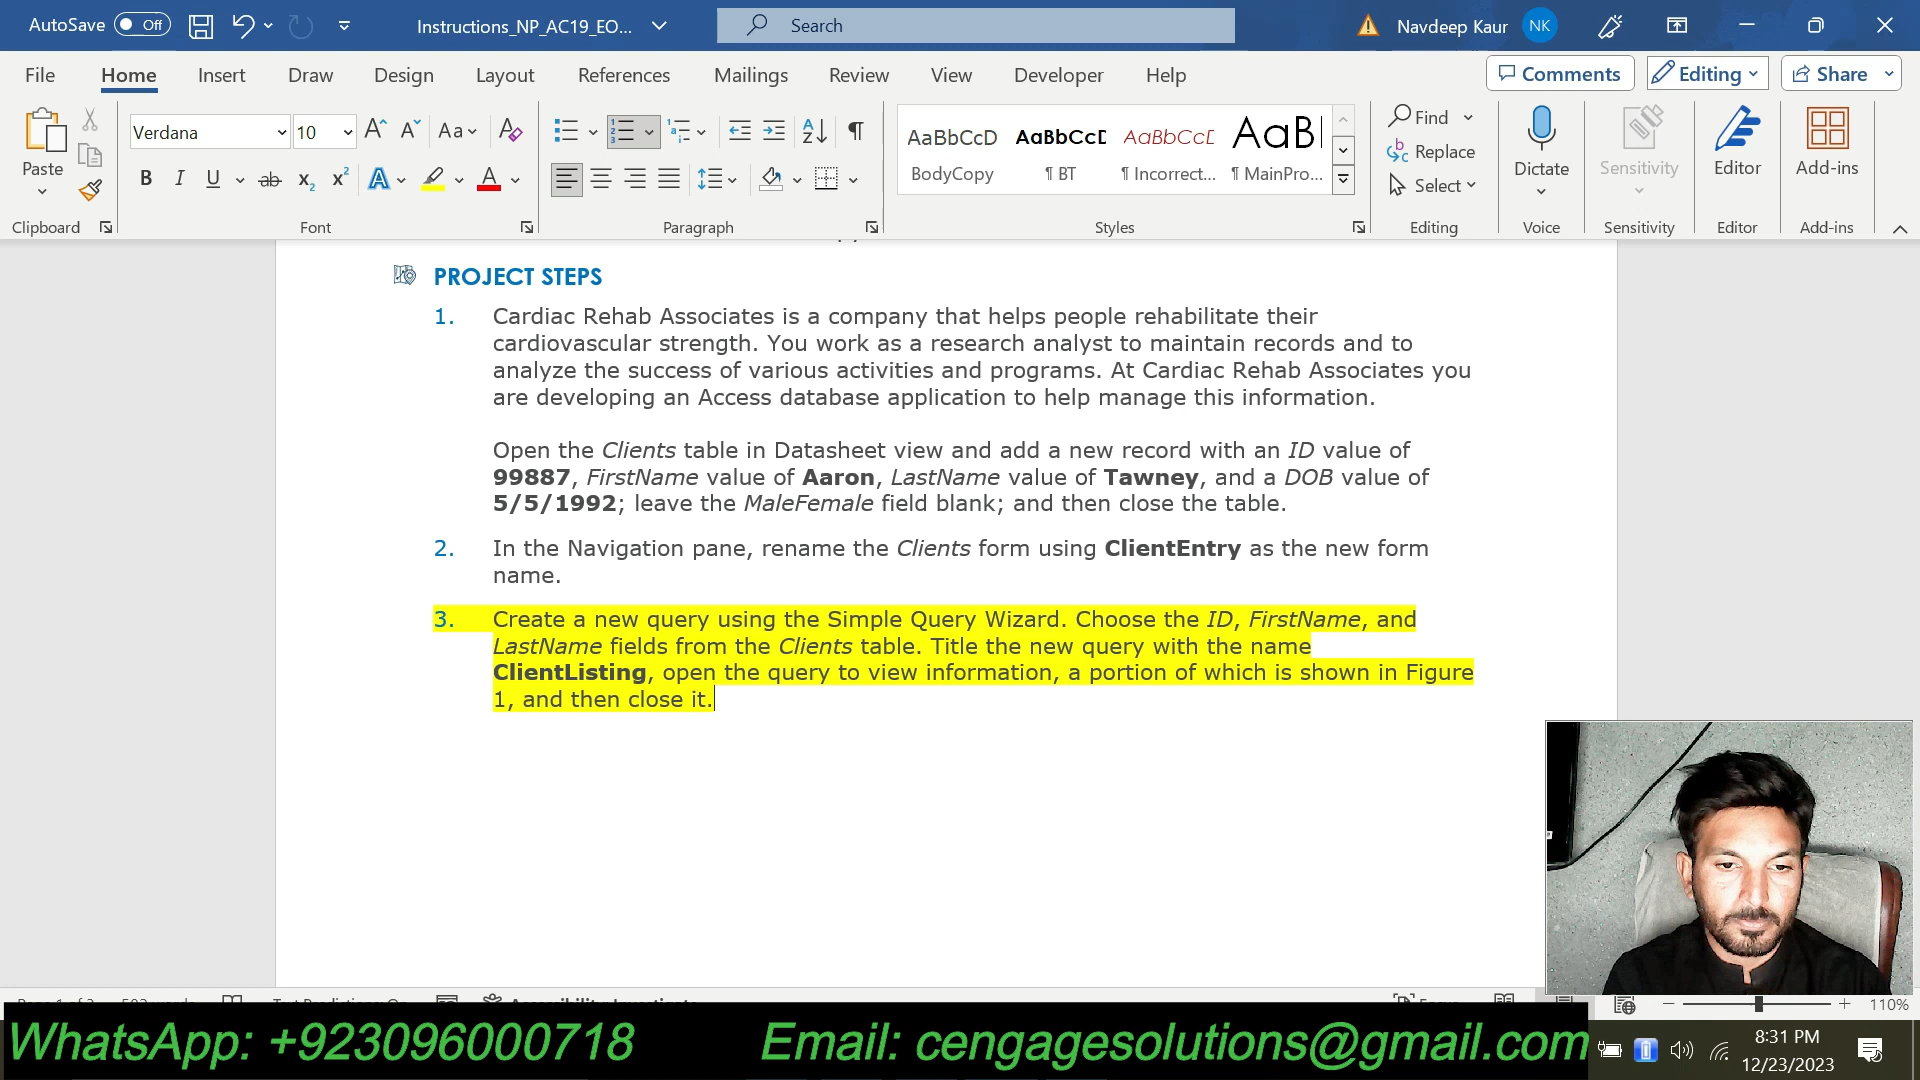 AutoSave Off Instructions_NP_AC19_EO... Search Navdeep Kaur NK
File Home Insert Draw Design Layout References Mailings Review View Developer Help Comments Editing Share
Paste
Clipboard
Verdana 10 Aa
B I U ab x₂ x² A A
Font
Paragraph
AaBbCcD AaBbCcD AaBbCcD AaB
BodyCopy ¶ BT ¶ Incorrect... ¶ MainPro...
Styles
Find
Replace
Select
Editing
Dictate
Voice
Sensitivity
Sensitivity
Editor
Editor
Add-ins
Add-ins
PROJECT STEPS
1. Cardiac Rehab Associates is a company that helps people rehabilitate their
cardiovascular strength. You work as a research analyst to maintain records and to
analyze the success of various activities and programs. At Cardiac Rehab Associates you
are developing an Access database application to help manage this information.
Open the Clients table in Datasheet view and add a new record with an ID value of
99887, FirstName value of Aaron, LastName value of Tawney, and a DOB value of
5/5/1992; leave the MaleFemale field blank; and then close the table.
2. In the Navigation pane, rename the Clients form using ClientEntry as the new form
name.
3. Create a new query using the Simple Query Wizard. Choose the ID, FirstName, and
LastName fields from the Clients table. Title the new query with the name
ClientListing, open the query to view information, a portion of which is shown in Figure
1, and then close it.
110%
WhatsApp: +923096000718 Email: cengagesolutions@gmail.com
8:31 PM
12/23/2023